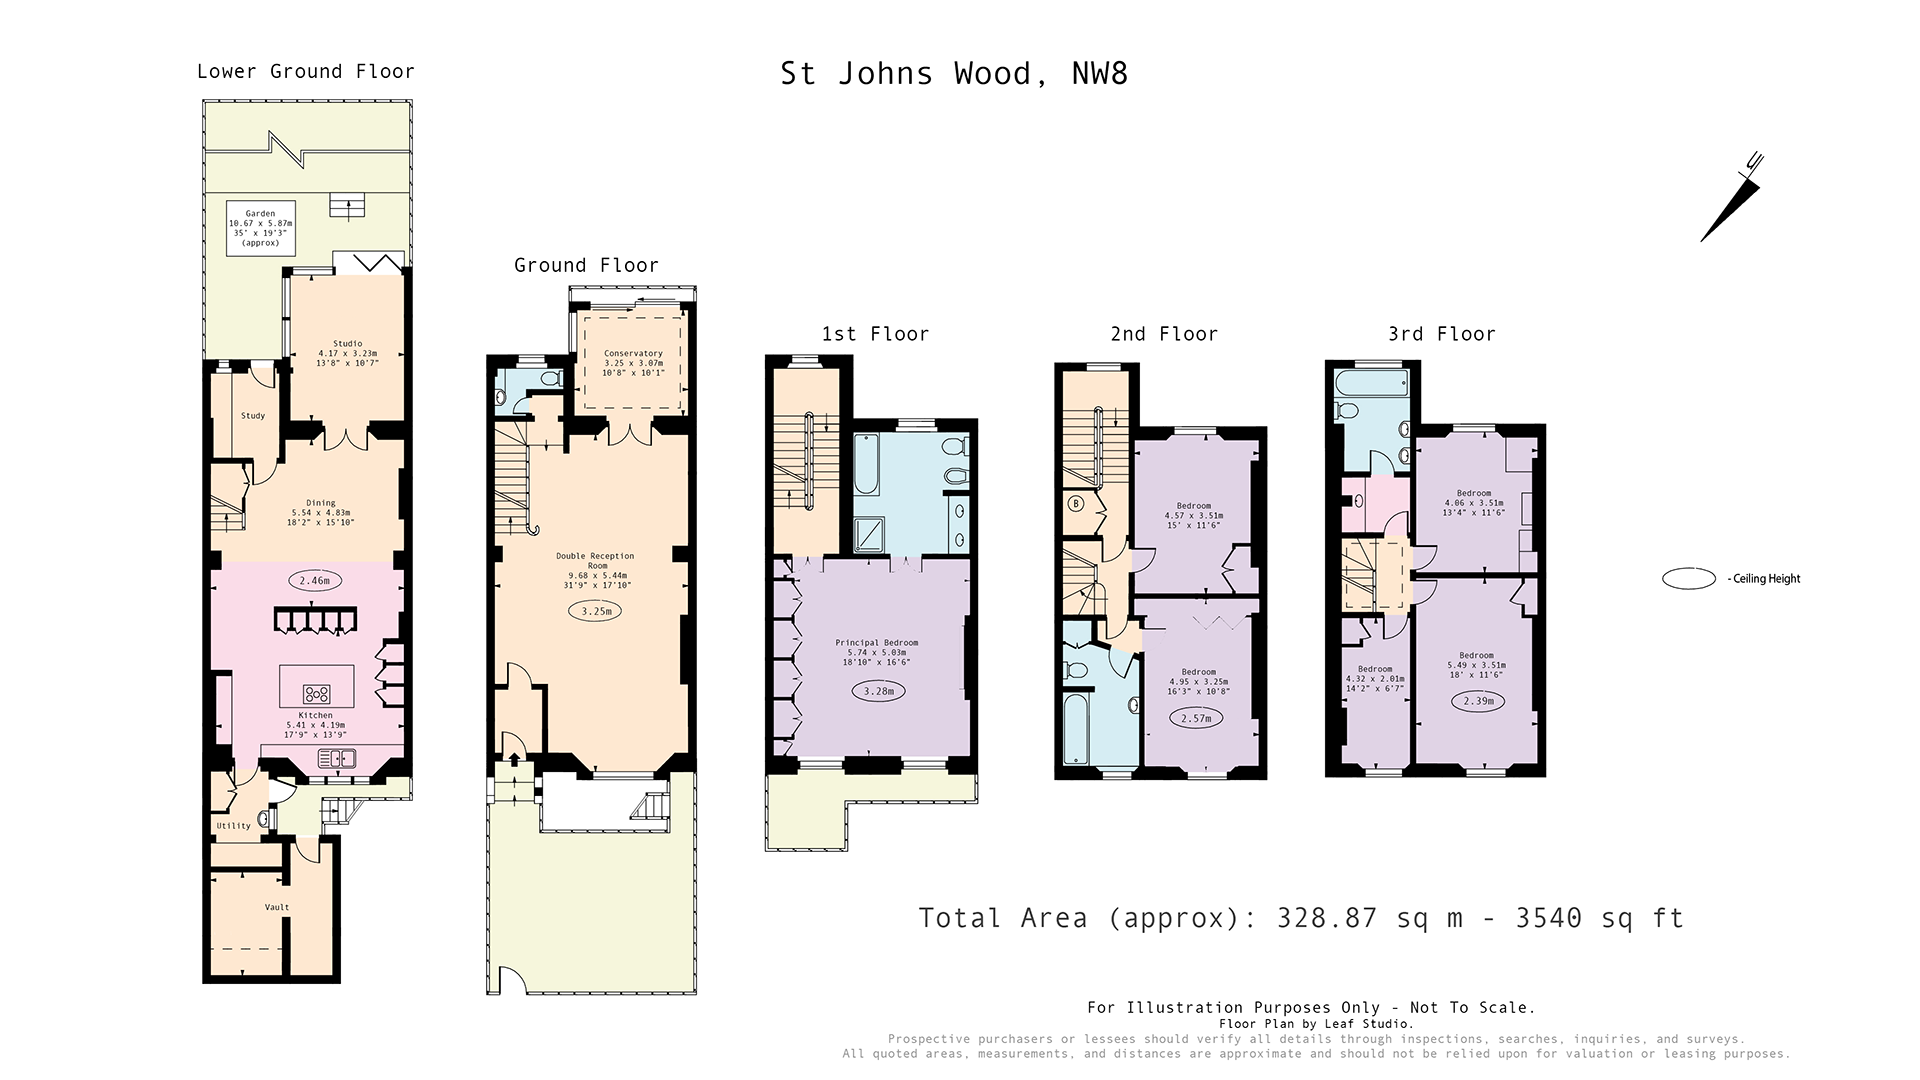 St Johns Wood, NW8
Lower Ground Floor
Garden
10.67 x 5.87m
35' x 19'3"
(approx)
Studio
4.17 x 3.23m
13'8" x 10'7"
Study
Dining
5.54 x 4.83m
18'2" x 15'10"
2.46m
Kitchen
5.41 x 4.19m
17'9" x 13'9"
Utility
Vault
Ground Floor
Conservatory
3.25 x 3.07m
10'8" x 10'1"
Double Reception
Room
9.68 x 5.44m
31'9" x 17'10"
3.25m
1st Floor
Principal Bedroom
5.74 x 5.03m
18'10" x 16'6"
3.28m
2nd Floor
B
Bedroom
4.57 x 3.51m
15' x 11'6"
Bedroom
4.95 x 3.25m
16'3" x 10'8"
2.57m
3rd Floor
Bedroom
4.06 x 3.51m
13'4" x 11'6"
Bedroom
4.32 x 2.01m
14'2" x 6'7"
Bedroom
5.49 x 3.51m
18' x 11'6"
2.39m
N
- Ceiling Height
Total Area (approx): 328.87 sq m - 3540 sq ft
For Illustration Purposes Only - Not To Scale.
Floor Plan by Leaf Studio.
Prospective purchasers or lessees should verify all details through inspections, searches, inquiries, and surveys.
All quoted areas, measurements, and distances are approximate and should not be relied upon for valuation or leasing purposes.